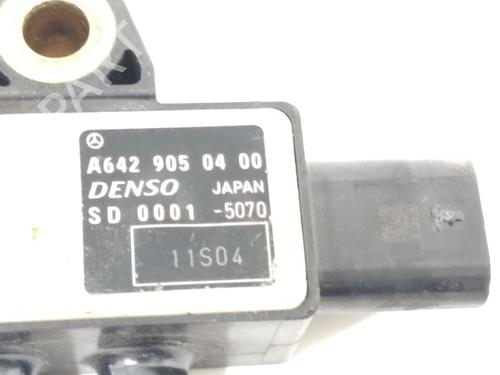 A642 905 04 00
DENSO JAPAN
SD 0001 -5070
11S04